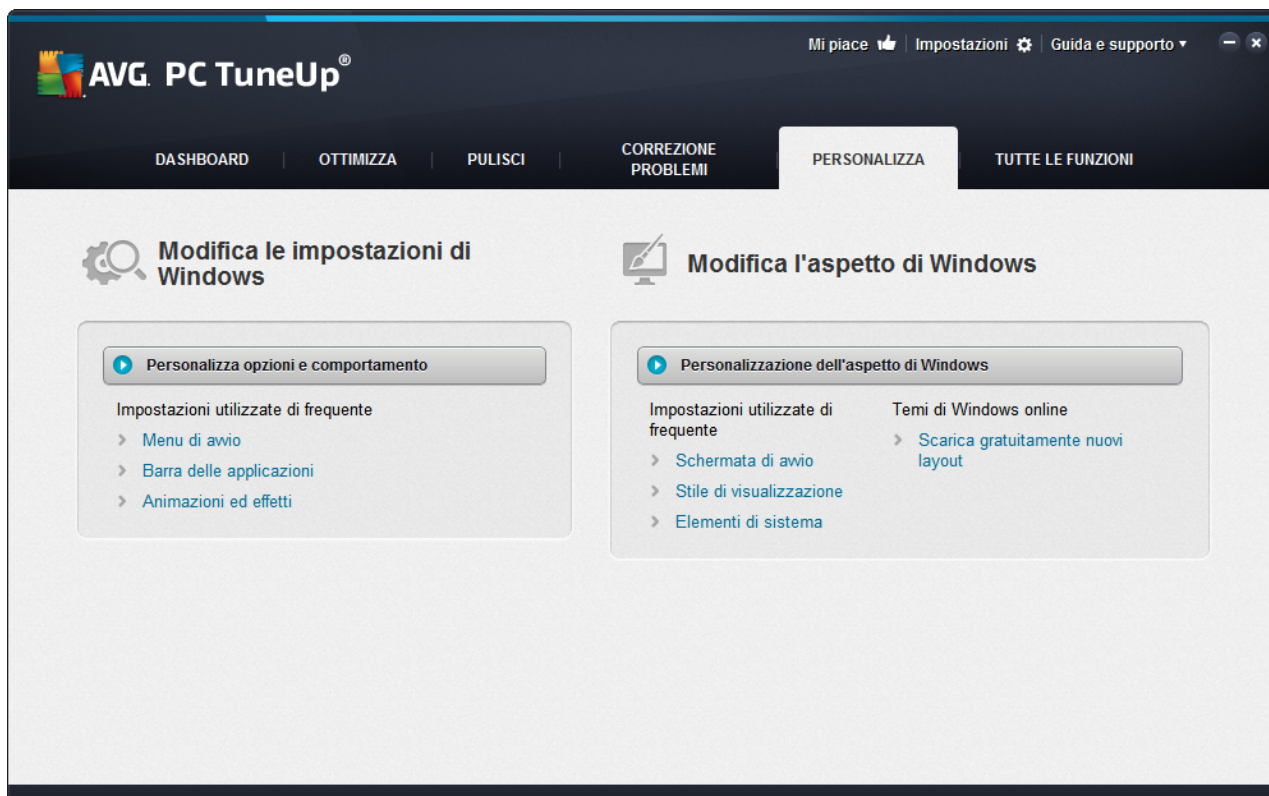 Mi piace Impostazioni Guida e supporto
AVG. PC TuneUp®
DASHBOARD
OTTIMIZZA
PULISCI
CORREZIONE
PROBLEMI
PERSONALIZZA
TUTTE LE FUNZIONI
Modifica le impostazioni di
Windows
Personalizza opzioni e comportamento
Impostazioni utilizzate di frequente
Menu di avvio
Barra delle applicazioni
Animazioni ed effetti
Modifica l'aspetto di Windows
Personalizzazione dell'aspetto di Windows
Impostazioni utilizzate di
frequente
Schermata di avvio
Stile di visualizzazione
Elementi di sistema
Temi di Windows online
Scarica gratuitamente nuovi
layout